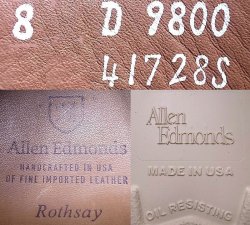 8 D 9800
41728S
Allen Edmonds
HANDCRAFTED IN USA
OF FINE IMPORTED LEATHER
Rothsay
Allen
Edmonds
MADE IN USA
OIL RESISTING